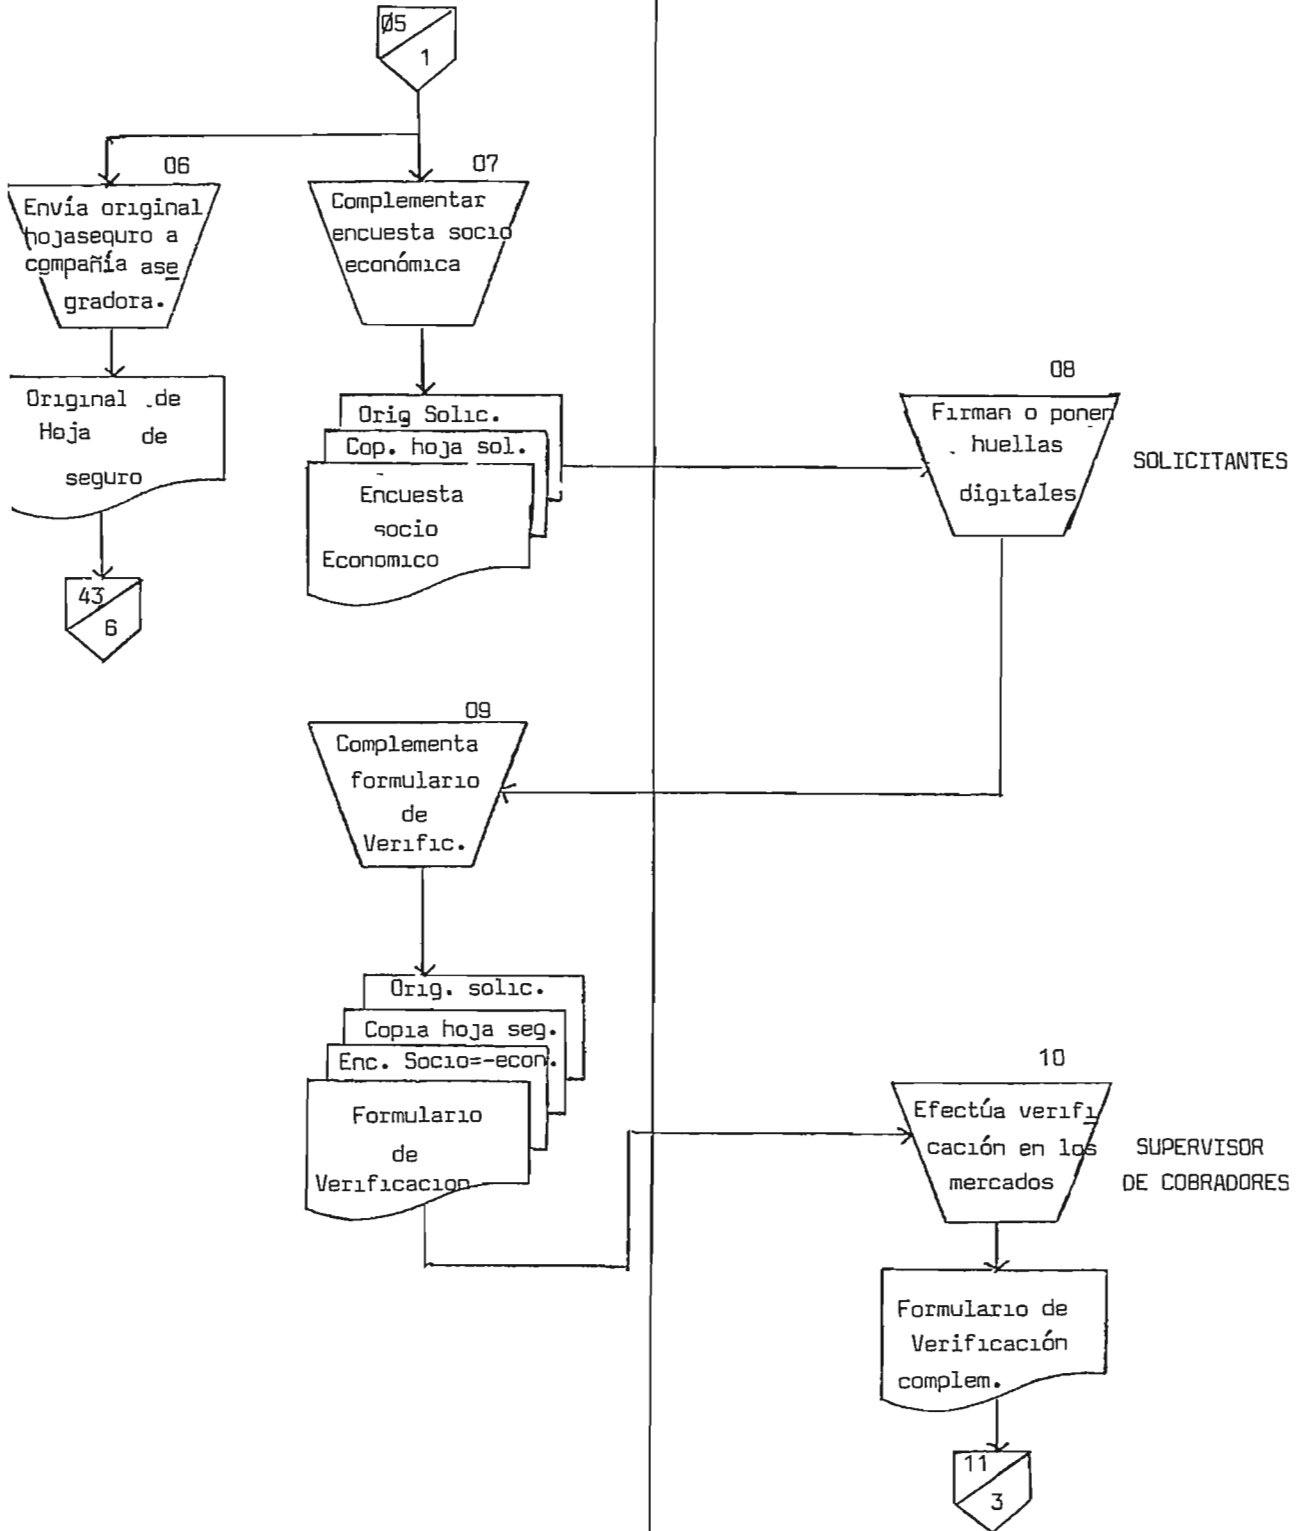 Ø5
1
06
Envía original
hojasequro a
compañía ase
gradora.
07
Complementar
encuesta socio
económica
Original de
Hoja de
seguro
43
6
Orig Solic.
Cop. hoja sol.
Encuesta
socio
Economico
08
Firman o ponen
huellas
digitales
SOLICITANTES
09
Complementa
formulario
de
Verific.
Orig. solic.
Copia hoja seg.
Enc. Socio=-econ.
Formulario
de
Verificacion
10
Efectúa verifi
cación en los
mercados
SUPERVISOR
DE COBRADORES
Formulario de
Verificación
complem.
11
3